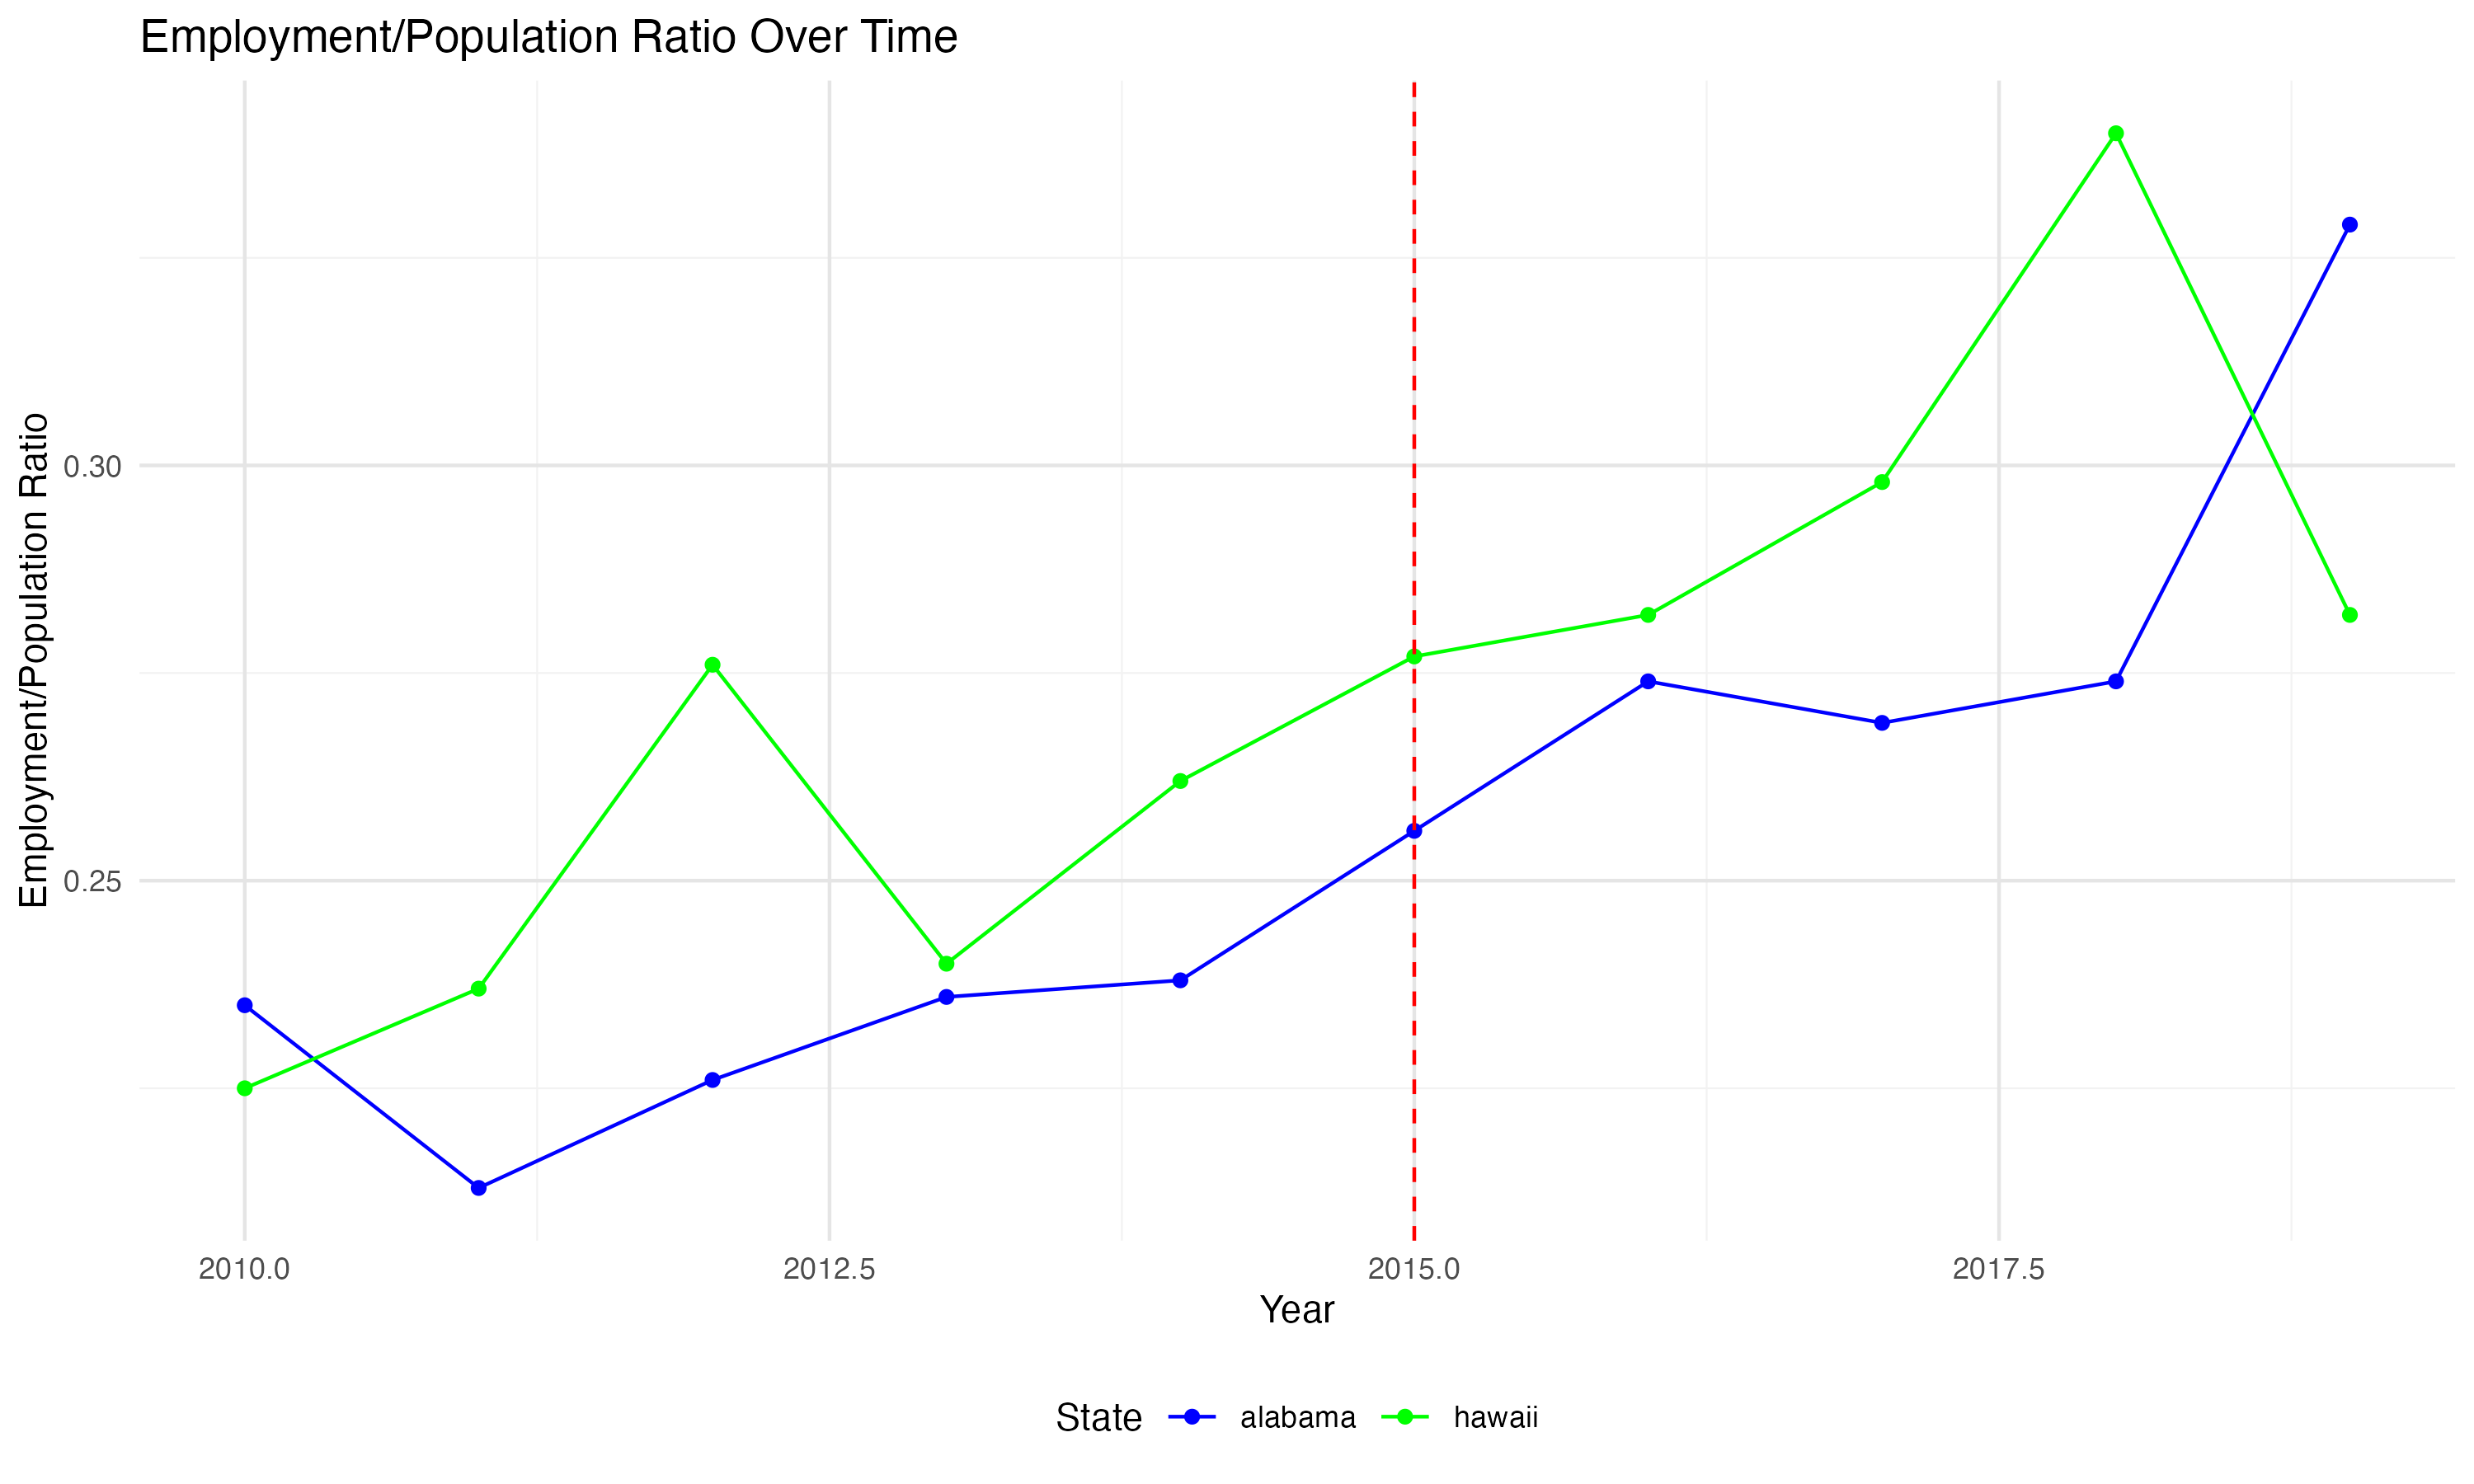 Employment/Population Ratio Over Time
Employment/Population Ratio
0.30
0.25
2010.0 2012.5 2015.0 2017.5
Year
State alabama hawaii